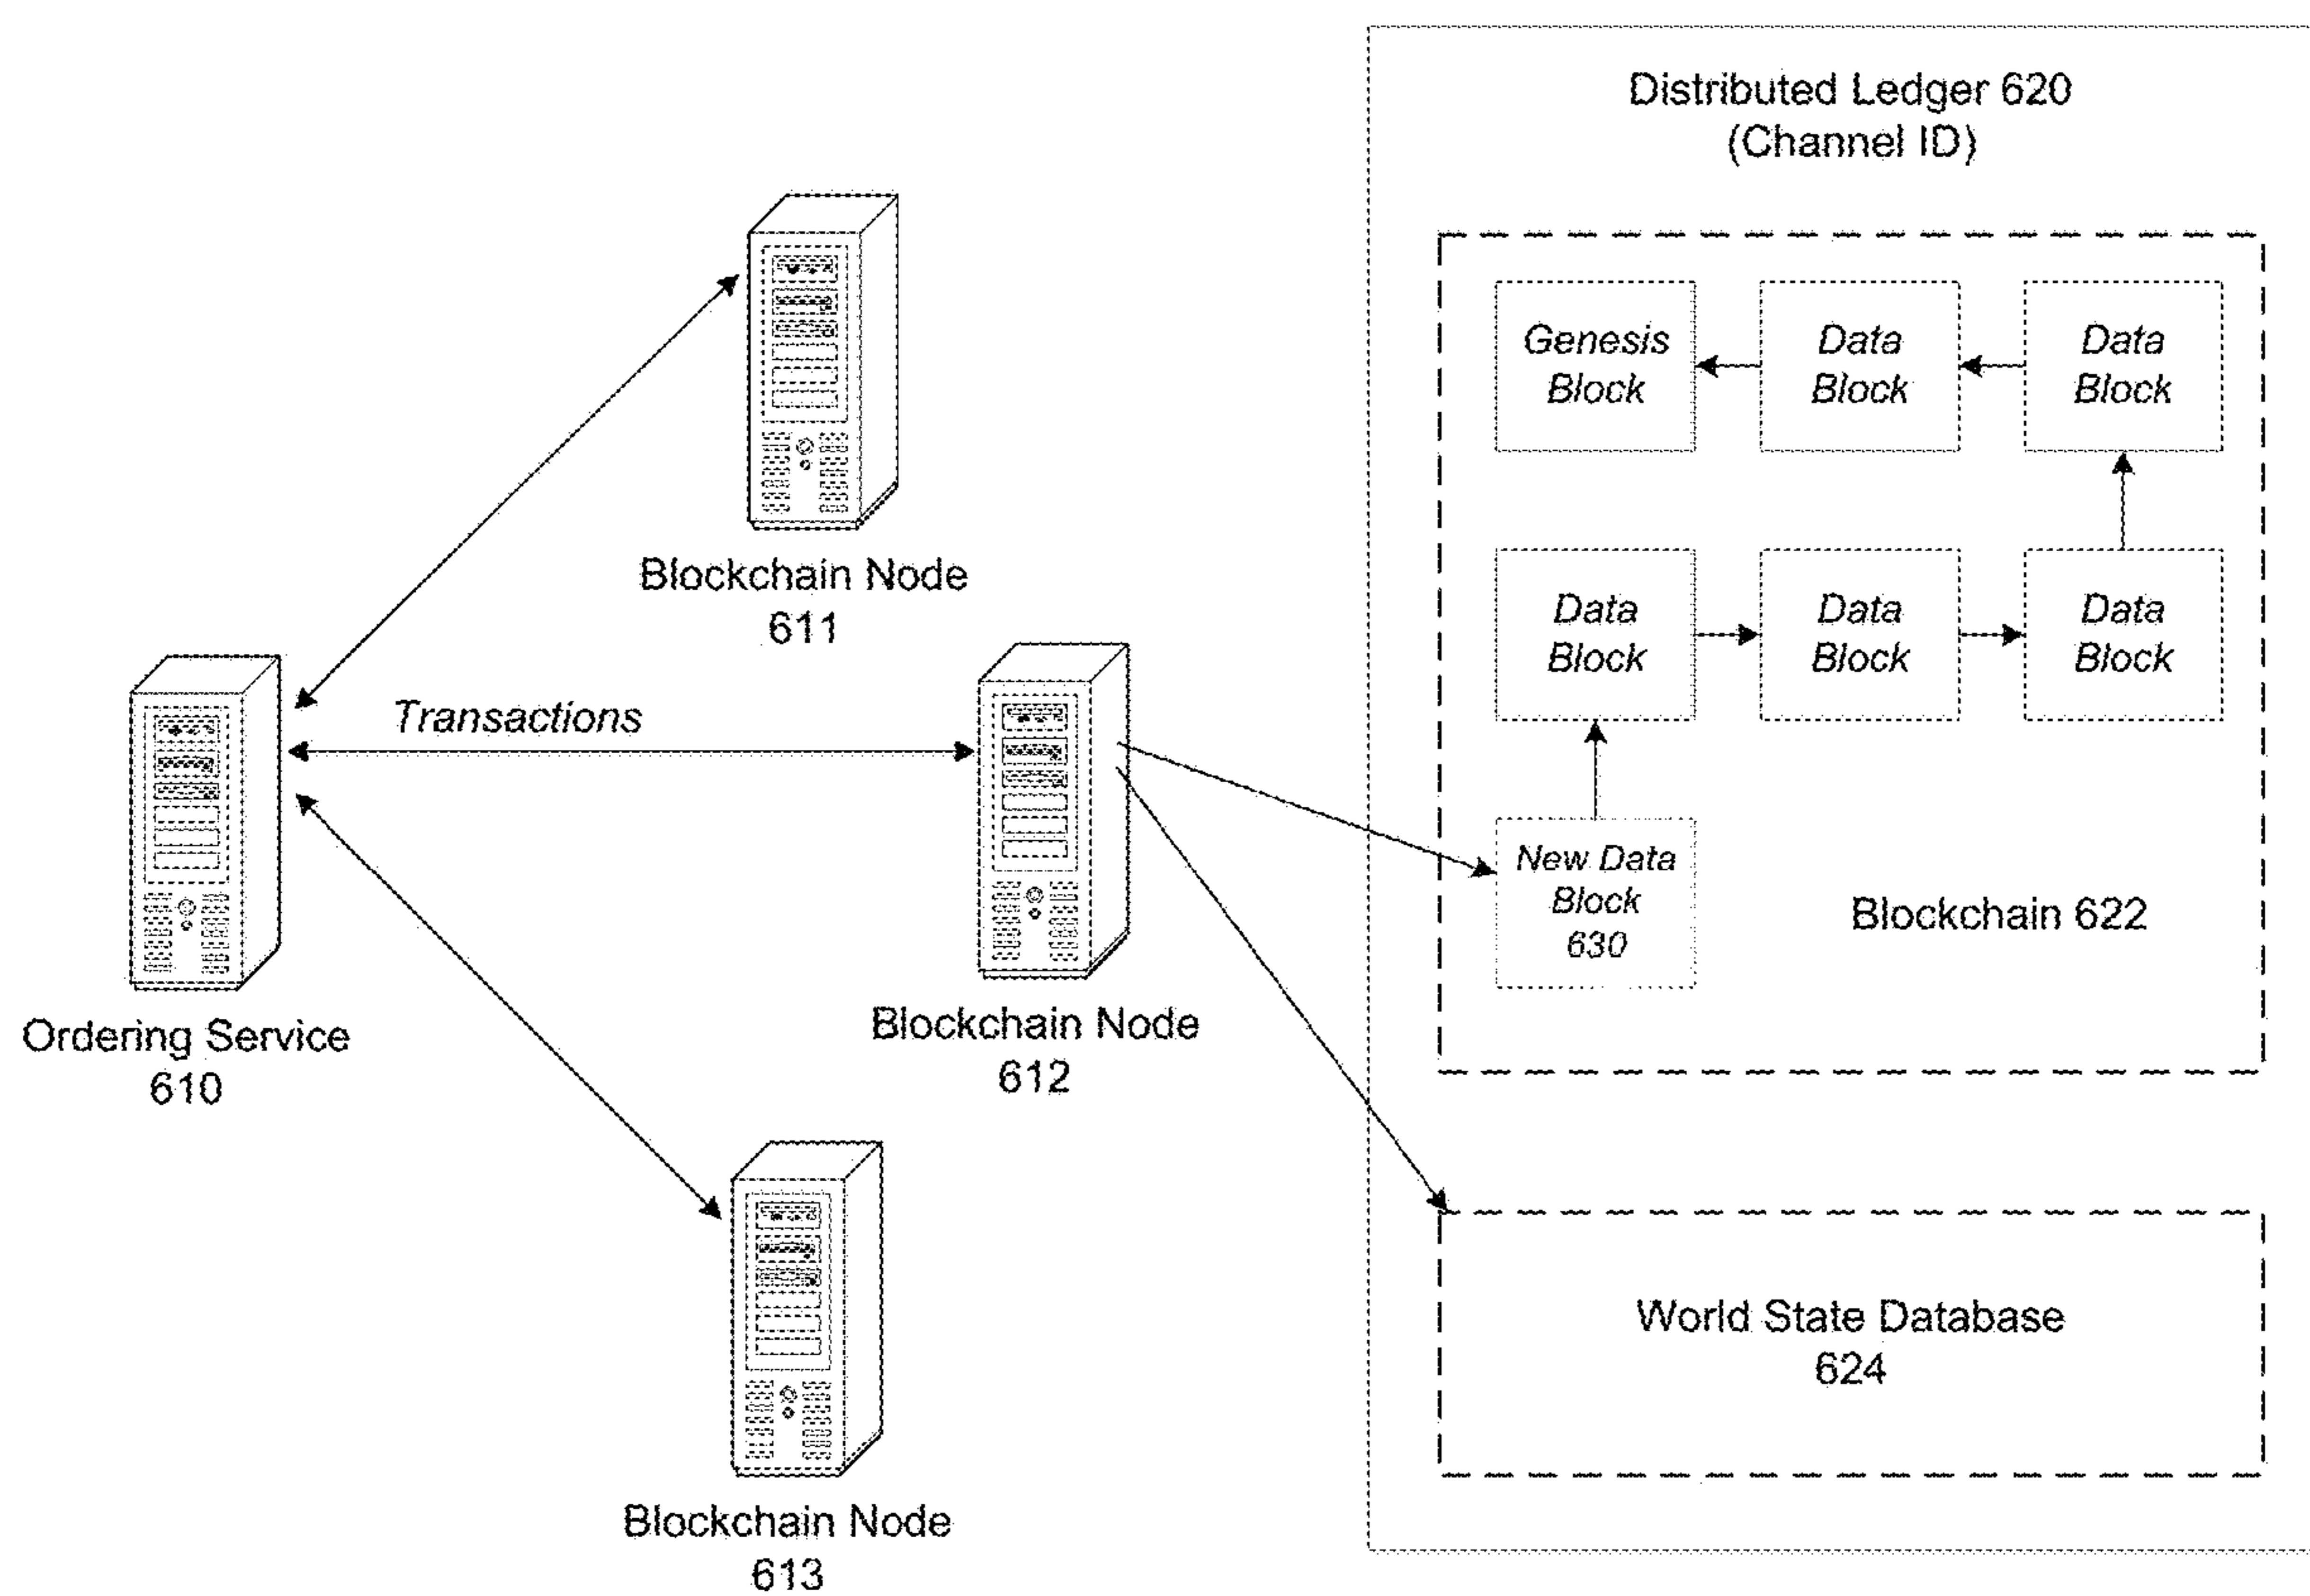 Distributed Ledger 620
(Channel ID)
Genesis
Block
Data
Block
Data
Block
Blockchain Node
611
Data
Block
Data
Block
Data
Block
Transactions
New Data
Block
630
Blockchain 622
Ordering Service
610
Blockchain Node
612
World State Database
624
Blockchain Node
613